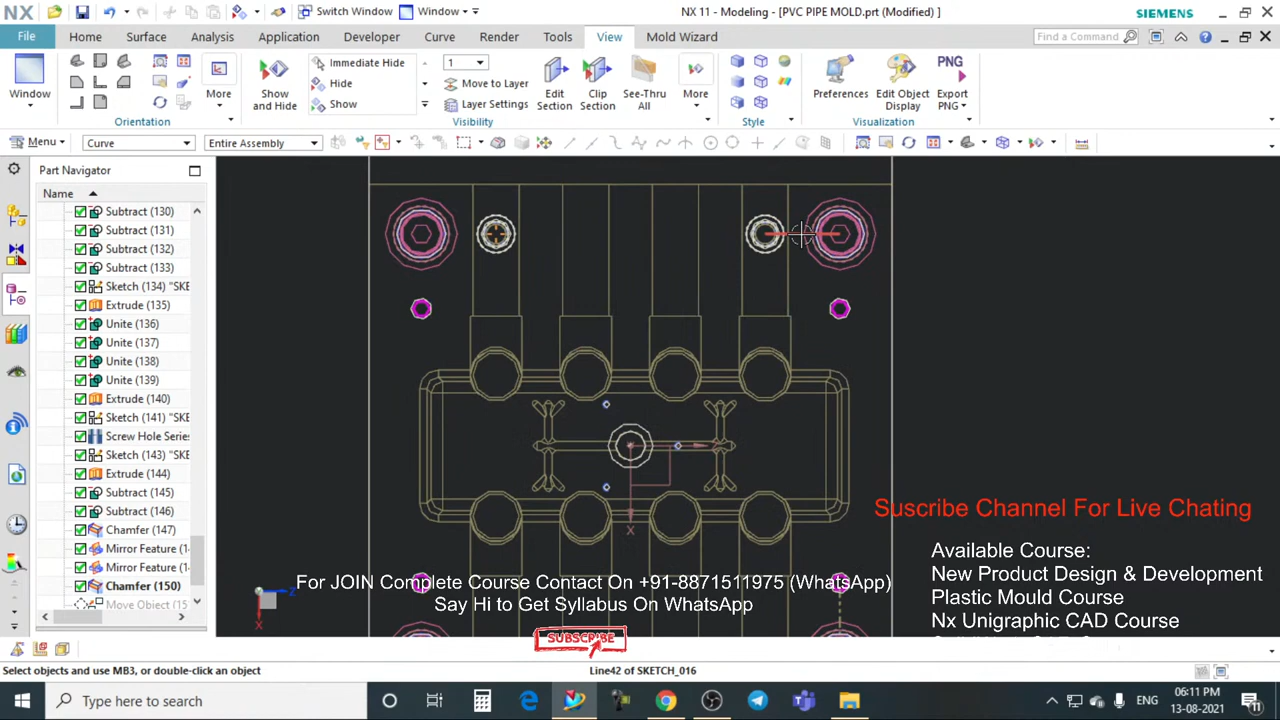 NX Switch Window Window NX 11 - Modeling - [PVC PIPE MOLD.prt (Modified) ] SIEMENS
File Home Surface Analysis Application Developer Curve Render Tools View Mold Wizard Find a Command
Window More Show and Hide Immediate Hide 1 Edit Section Clip Section See-Thru All More Preferences Edit Object Display Export PNG
Hide Move to Layer
Show Layer Settings
Orientation Visibility Style Visualization
Menu Curve Entire Assembly
Part Navigator
Name
Subtract (130)
Subtract (131)
Subtract (132)
Subtract (133)
Sketch (134) "SKE
Extrude (135)
Unite (136)
Unite (137)
Unite (138)
Unite (139)
Extrude (140)
Sketch (141) "SKE
Screw Hole Series
Sketch (143) "SKE
Extrude (144)
Subtract (145)
Subtract (146)
Chamfer (147)
Mirror Feature (1
Mirror Feature (1
Chamfer (150)
Move Object (15
X
Z
X
Suscribe Channel For Live Chating
Available Course:
New Product Design & Development
Plastic Mould Course
Nx Unigraphic CAD Course
For JOIN Complete Course Contact On +91-8871511975 (WhatsApp)
Say Hi to Get Syllabus On WhatsApp
SUBSCRIBE
Select objects and use MB3, or double-click an object Line42 of SKETCH_016
Type here to search ENG 06:11 PM
13-08-2021 11